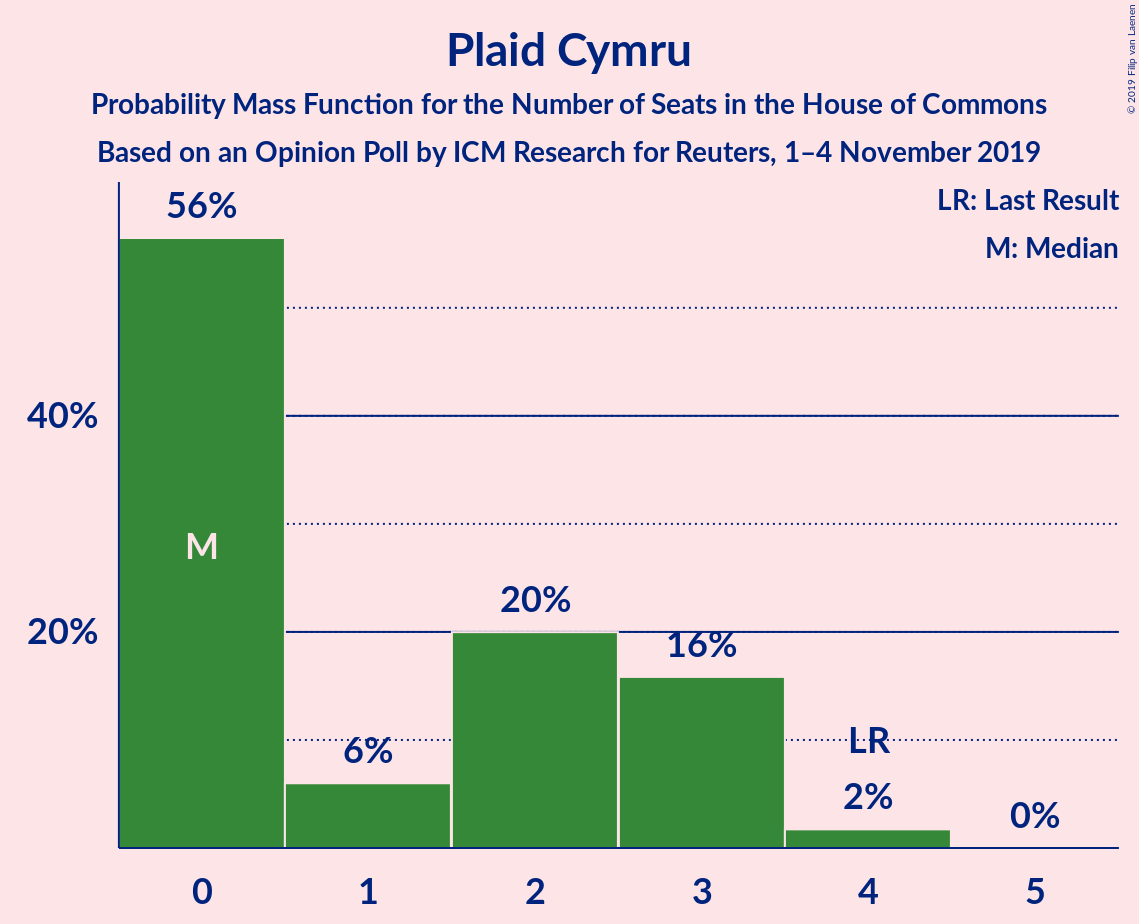 Plaid Cymru
Probability Mass Function for the Number of Seats in the House of Commons
Based on an Opinion Poll by ICM Research for Reuters, 1–4 November 2019
© 2019 Filip van Laenen
LR: Last Result
M: Median
56%
40%
M
20%
20%
16%
6%
LR
2%
0%
0 1 2 3 4 5